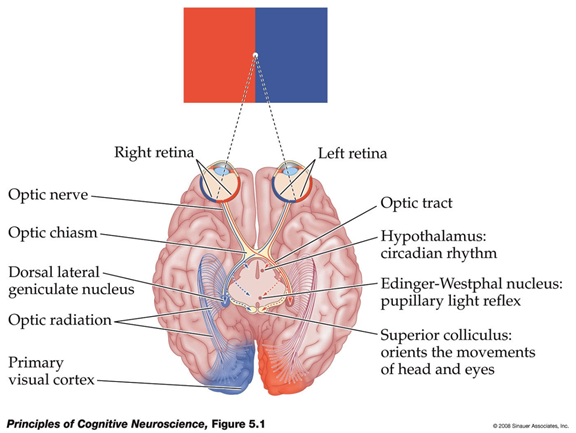 Right retina
Left retina
Optic nerve
Optic tract
Optic chiasm
Hypothalamus:
circadian rhythm
Dorsal lateral
geniculate nucleus
Edinger-Westphal nucleus:
pupillary light reflex
Optic radiation
Superior colliculus:
orients the movements
of head and eyes
Primary
visual cortex
Principles of Cognitive Neuroscience, Figure 5.1
© 2008 Sinauer Associates, Inc.